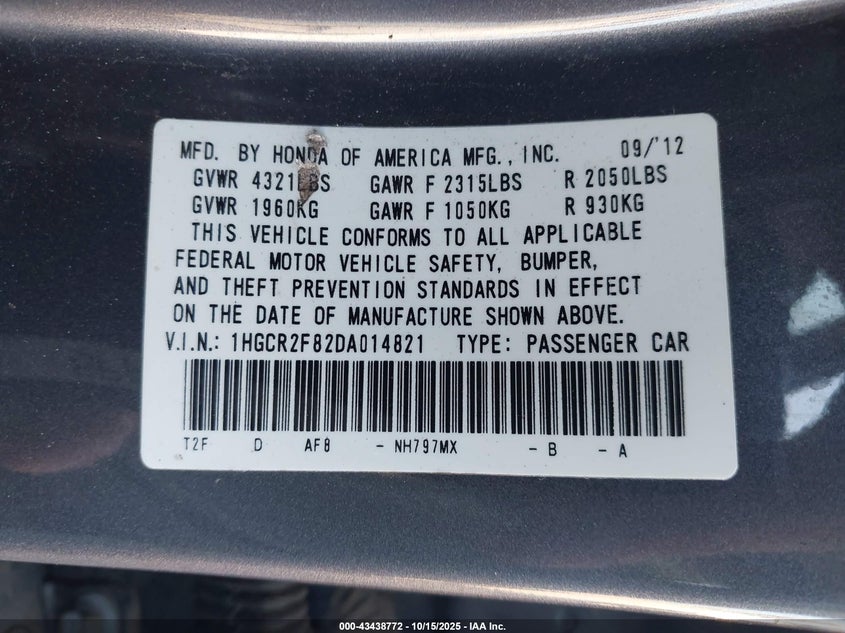 MFD. BY HONDA OF AMERICA MFG., INC. 09/'12
GVWR 4321LBS GAWR F 2315LBS R 2050LBS
GVWR 1960KG GAWR F 1050KG R 930KG
THIS VEHICLE CONFORMS TO ALL APPLICABLE
FEDERAL MOTOR VEHICLE SAFETY, BUMPER,
AND THEFT PREVENTION STANDARDS IN EFFECT
ON THE DATE OF MANUFACTURE SHOWN ABOVE.
V.I.N.: 1HGCR2F82DA014821 TYPE: PASSENGER CAR
T2F D AF8 - NH797MX - B - A
000-43438772 - 10/15/2025 - IAA Inc.